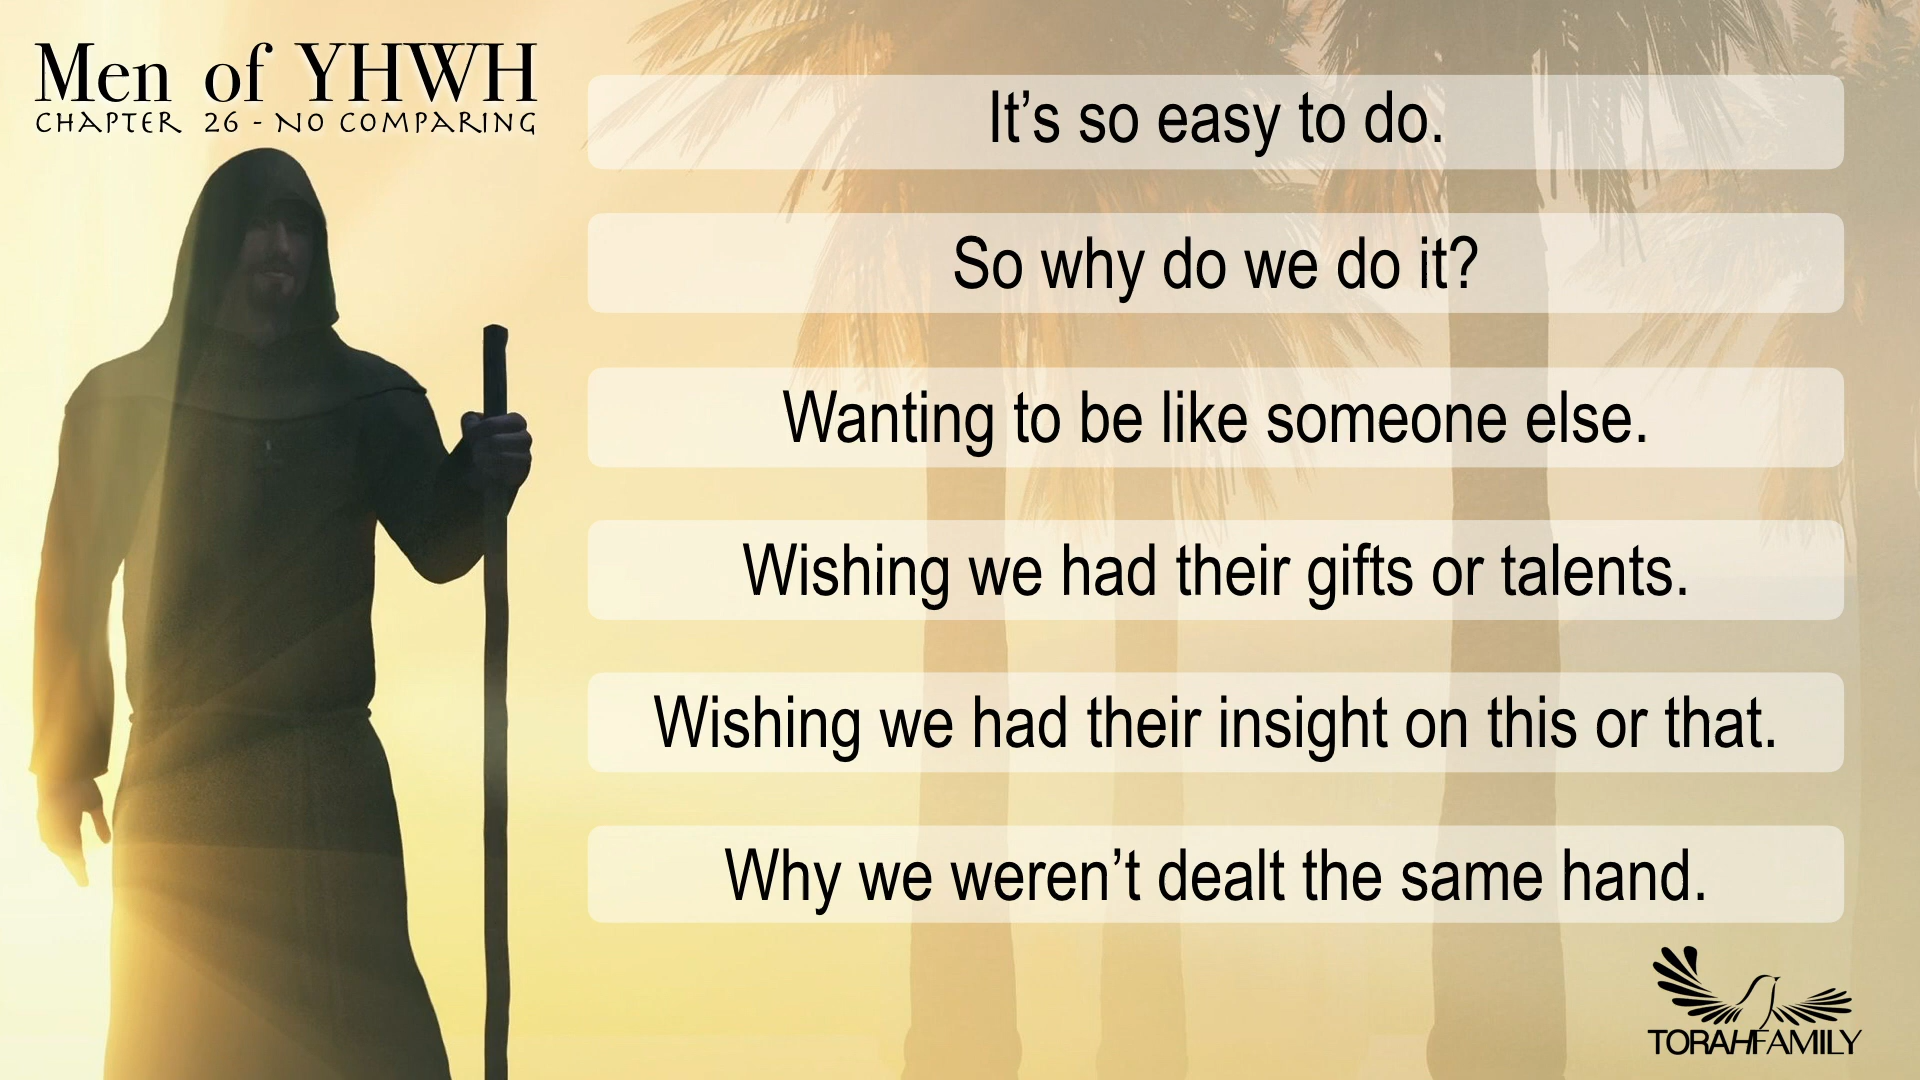 Men of YHWH
CHAPTER 26 - NO COMPARING
It’s so easy to do.
So why do we do it?
Wanting to be like someone else.
Wishing we had their gifts or talents.
Wishing we had their insight on this or that.
Why we weren’t dealt the same hand.
TORAHFAMILY